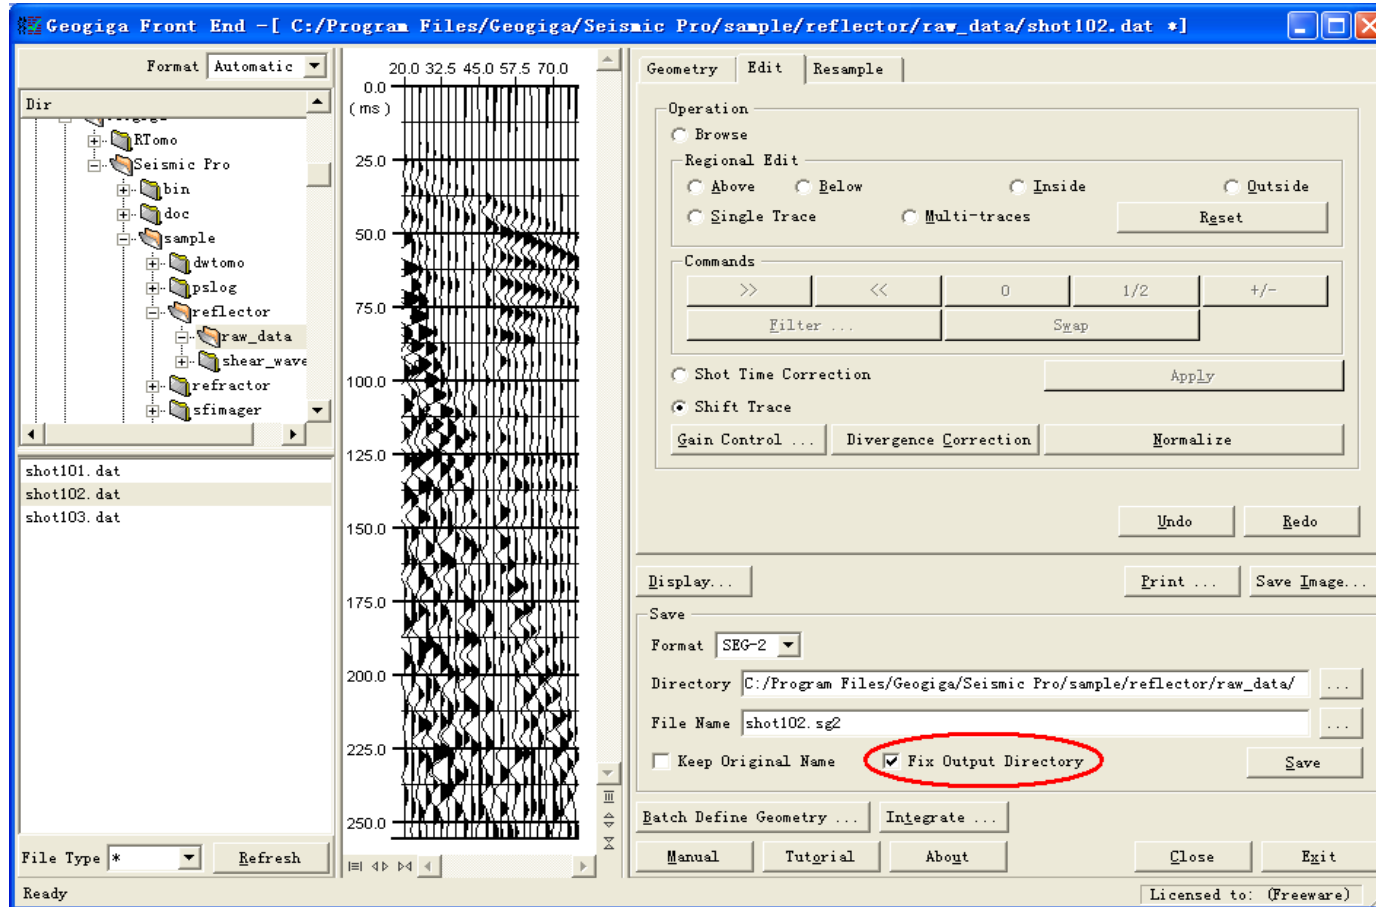 Geogiga Front End -[ C:/Program Files/Geogiga/Seismic Pro/sample/reflector/raw_data/shot102.dat *]
Format Automatic
Dir
RTomo
Seismic Pro
bin
doc
sample
dwtomo
pslog
reflector
raw_data
shear_wave
refractor
sfimager
shot101.dat
shot102.dat
shot103.dat
File Type *
Refresh
Ready
20.0 32.5 45.0 57.5 70.0
0.0
(ms)
25.0
50.0
75.0
100.0
125.0
150.0
175.0
200.0
225.0
250.0
Geometry Edit Resample
Operation
Browse
Regional Edit
Above Below Inside Outside
Single Trace Multi-traces Reset
Commands
>> << 0 1/2 +/-
Filter ... Swap
Shot Time Correction Apply
Shift Trace
Gain Control ... Divergence Correction Normalize
Undo Redo
Display... Print ... Save Image...
Save
Format SEG-2
Directory C:/Program Files/Geogiga/Seismic Pro/sample/reflector/raw_data/ ...
File Name shot102.sg2 ...
Keep Original Name Fix Output Directory Save
Batch Define Geometry ... Integrate ...
Manual Tutorial About Close Exit
Licensed to: (Freeware)